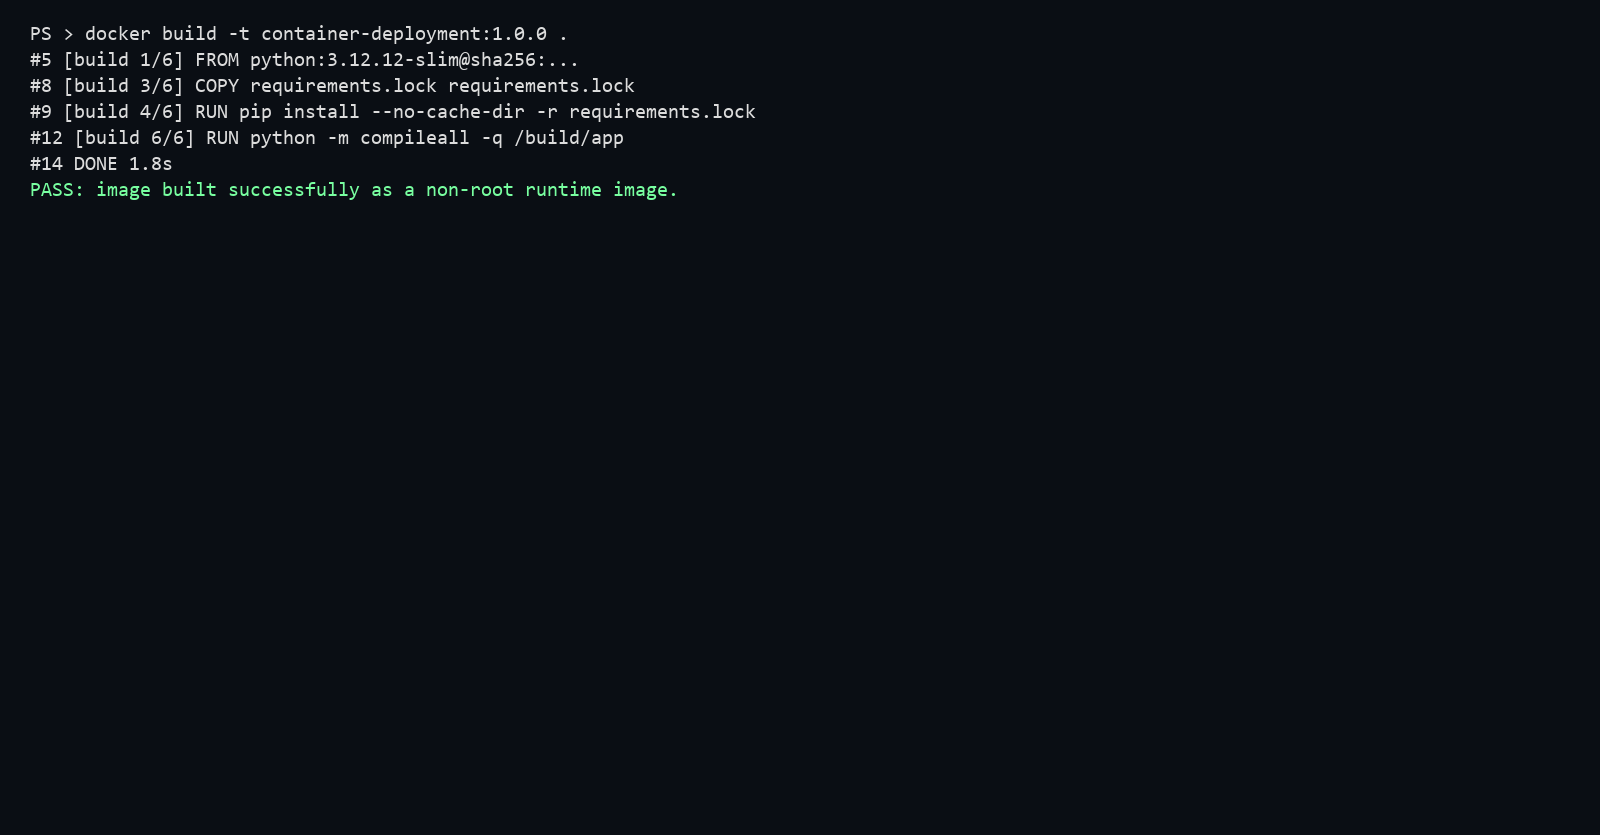 PS > docker build -t container-deployment:1.0.0 .
#5 [build 1/6] FROM python:3.12.12-slim@sha256:...
#8 [build 3/6] COPY requirements.lock requirements.lock
#9 [build 4/6] RUN pip install --no-cache-dir -r requirements.lock
#12 [build 6/6] RUN python -m compileall -q /build/app
#14 DONE 1.8s
PASS: image built successfully as a non-root runtime image.